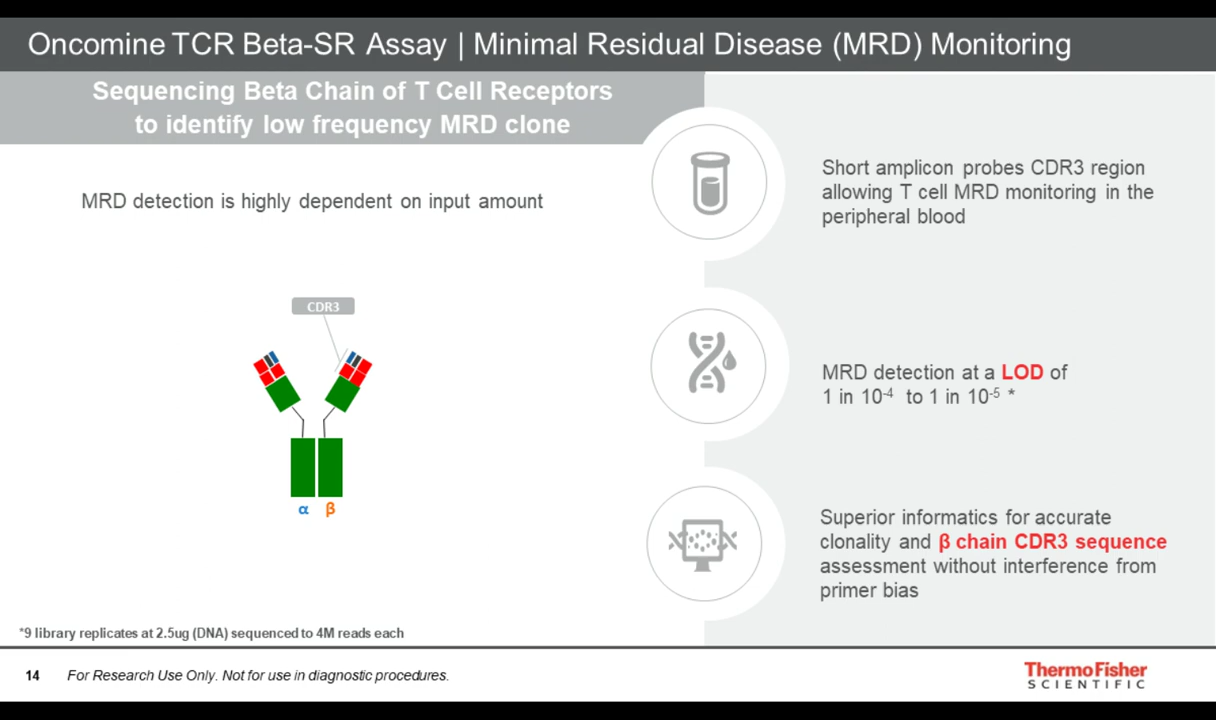 Oncomine TCR Beta-SR Assay | Minimal Residual Disease (MRD) Monitoring
Sequencing Beta Chain of T Cell Receptors
to identify low frequency MRD clone
MRD detection is highly dependent on input amount
CDR3
α β
Short amplicon probes CDR3 region
allowing T cell MRD monitoring in the
peripheral blood
MRD detection at a LOD of
1 in 10⁻⁴ to 1 in 10⁻⁵ *
Superior informatics for accurate
clonality and β chain CDR3 sequence
assessment without interference from
primer bias
*9 library replicates at 2.5ug (DNA) sequenced to 4M reads each
14 For Research Use Only. Not for use in diagnostic procedures.
ThermoFisher
SCIENTIFIC